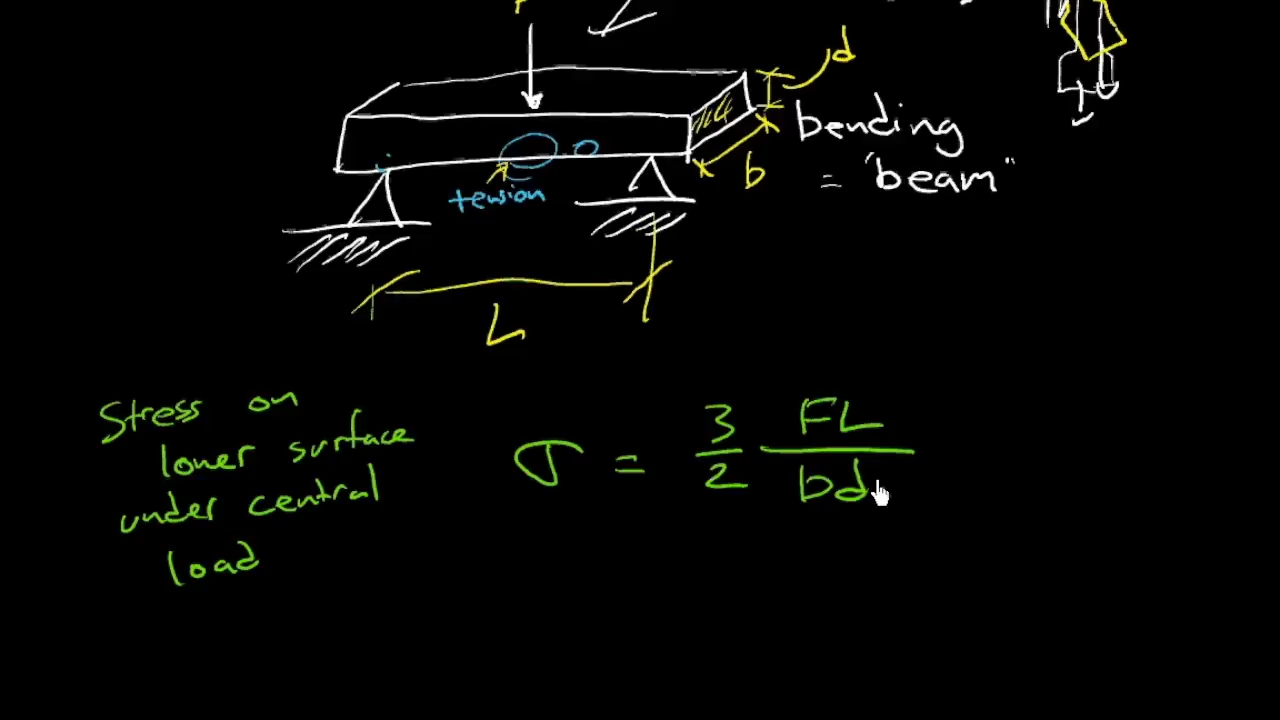 d
bending
b
= "beam"
tension
L
Stress on
lower surface
under central
load
σ = 3/2 FL/bd